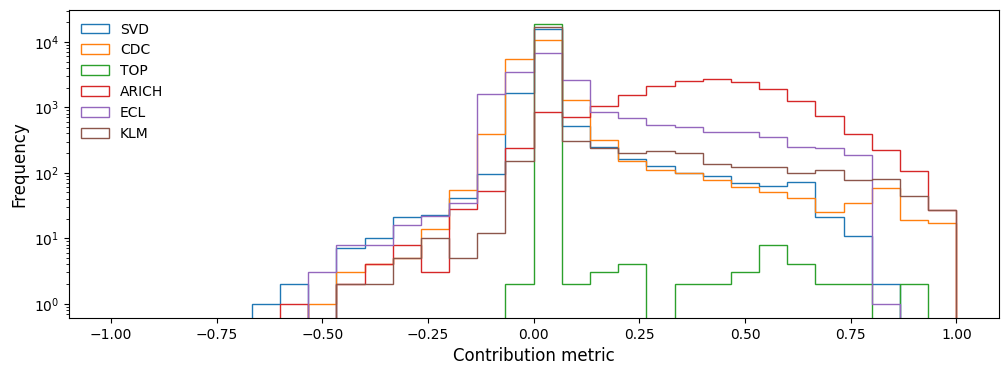 SVD
CDC
TOP
ARICH
ECL
KLM
Frequency
10⁴
10³
10²
10¹
10⁰
−1.00 −0.75 −0.50 −0.25 0.00 0.25 0.50 0.75 1.00
Contribution metric